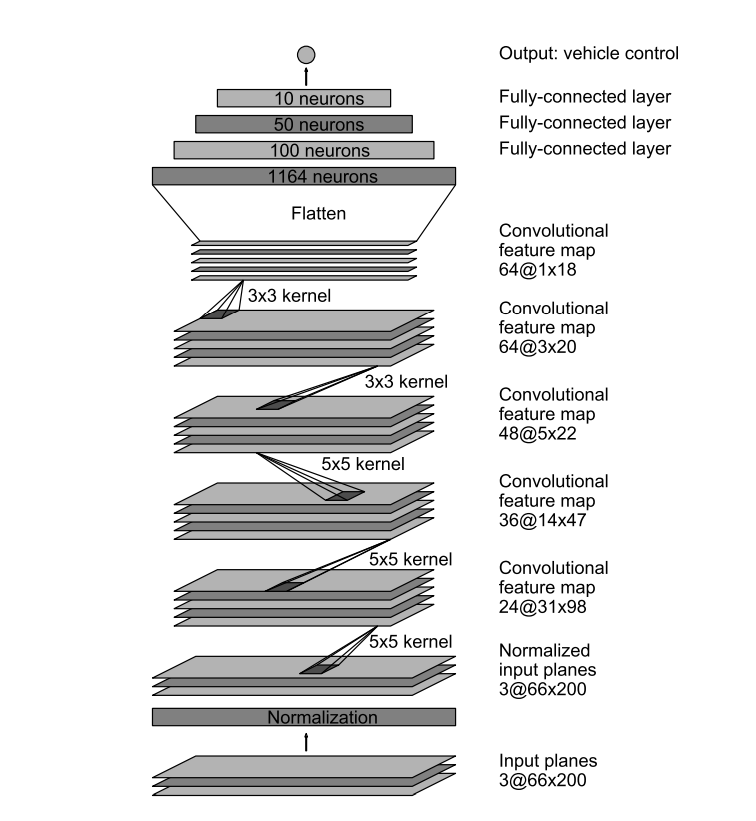 Output: vehicle control
10 neurons
Fully-connected layer
50 neurons
Fully-connected layer
100 neurons
Fully-connected layer
1164 neurons
Flatten
Convolutional
feature map
64@1x18
3x3 kernel
Convolutional
feature map
64@3x20
3x3 kernel
Convolutional
feature map
48@5x22
5x5 kernel
Convolutional
feature map
36@14x47
5x5 kernel
Convolutional
feature map
24@31x98
5x5 kernel
Normalized
input planes
3@66x200
Normalization
Input planes
3@66x200